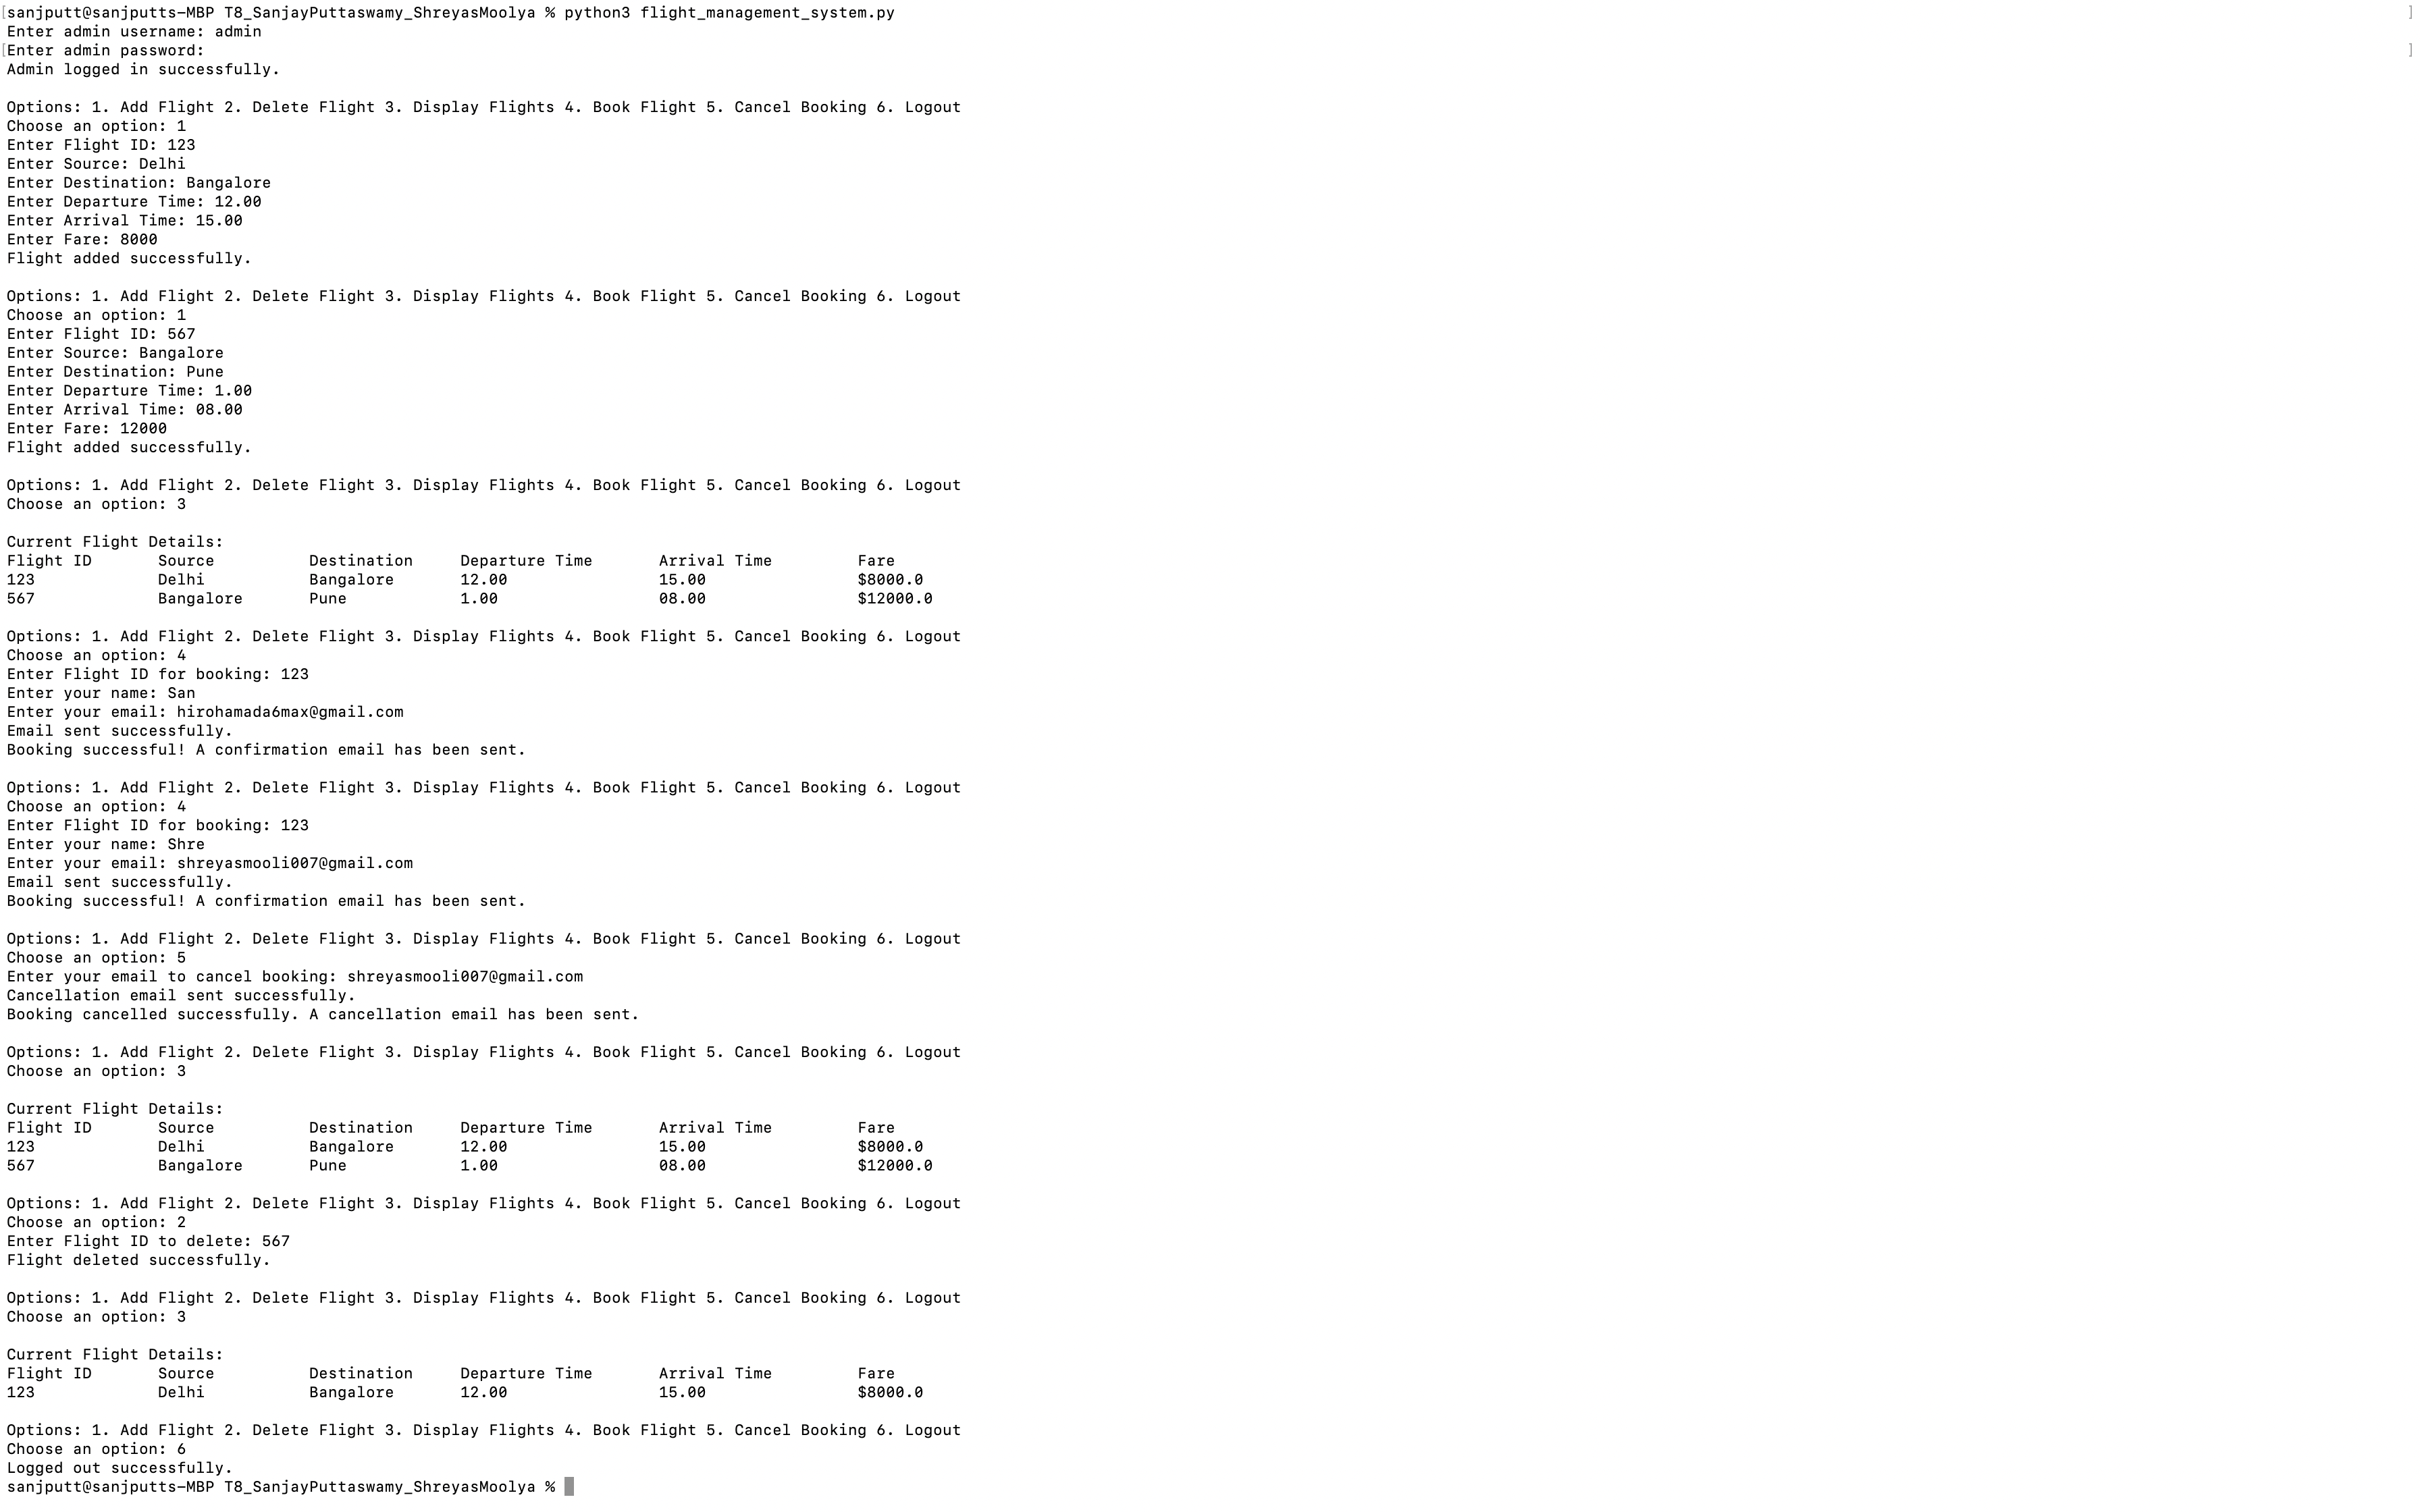 [sanjputt@sanjputts-MBP T8_SanjayPuttaswamy_ShreyasMoolya % python3 flight_management_system.py ]
Enter admin username: admin
[Enter admin password: ]
Admin logged in successfully.
Options: 1. Add Flight 2. Delete Flight 3. Display Flights 4. Book Flight 5. Cancel Booking 6. Logout
Choose an option: 1
Enter Flight ID: 123
Enter Source: Delhi
Enter Destination: Bangalore
Enter Departure Time: 12.00
Enter Arrival Time: 15.00
Enter Fare: 8000
Flight added successfully.
Options: 1. Add Flight 2. Delete Flight 3. Display Flights 4. Book Flight 5. Cancel Booking 6. Logout
Choose an option: 1
Enter Flight ID: 567
Enter Source: Bangalore
Enter Destination: Pune
Enter Departure Time: 1.00
Enter Arrival Time: 08.00
Enter Fare: 12000
Flight added successfully.
Options: 1. Add Flight 2. Delete Flight 3. Display Flights 4. Book Flight 5. Cancel Booking 6. Logout
Choose an option: 3
Current Flight Details:
Flight ID Source Destination Departure Time Arrival Time Fare
123 Delhi Bangalore 12.00 15.00 $8000.0
567 Bangalore Pune 1.00 08.00 $12000.0
Options: 1. Add Flight 2. Delete Flight 3. Display Flights 4. Book Flight 5. Cancel Booking 6. Logout
Choose an option: 4
Enter Flight ID for booking: 123
Enter your name: San
Enter your email: hirohamada6max@gmail.com
Email sent successfully.
Booking successful! A confirmation email has been sent.
Options: 1. Add Flight 2. Delete Flight 3. Display Flights 4. Book Flight 5. Cancel Booking 6. Logout
Choose an option: 4
Enter Flight ID for booking: 123
Enter your name: Shre
Enter your email: shreyasmooli007@gmail.com
Email sent successfully.
Booking successful! A confirmation email has been sent.
Options: 1. Add Flight 2. Delete Flight 3. Display Flights 4. Book Flight 5. Cancel Booking 6. Logout
Choose an option: 5
Enter your email to cancel booking: shreyasmooli007@gmail.com
Cancellation email sent successfully.
Booking cancelled successfully. A cancellation email has been sent.
Options: 1. Add Flight 2. Delete Flight 3. Display Flights 4. Book Flight 5. Cancel Booking 6. Logout
Choose an option: 3
Current Flight Details:
Flight ID Source Destination Departure Time Arrival Time Fare
123 Delhi Bangalore 12.00 15.00 $8000.0
567 Bangalore Pune 1.00 08.00 $12000.0
Options: 1. Add Flight 2. Delete Flight 3. Display Flights 4. Book Flight 5. Cancel Booking 6. Logout
Choose an option: 2
Enter Flight ID to delete: 567
Flight deleted successfully.
Options: 1. Add Flight 2. Delete Flight 3. Display Flights 4. Book Flight 5. Cancel Booking 6. Logout
Choose an option: 3
Current Flight Details:
Flight ID Source Destination Departure Time Arrival Time Fare
123 Delhi Bangalore 12.00 15.00 $8000.0
Options: 1. Add Flight 2. Delete Flight 3. Display Flights 4. Book Flight 5. Cancel Booking 6. Logout
Choose an option: 6
Logged out successfully.
sanjputt@sanjputts-MBP T8_SanjayPuttaswamy_ShreyasMoolya %